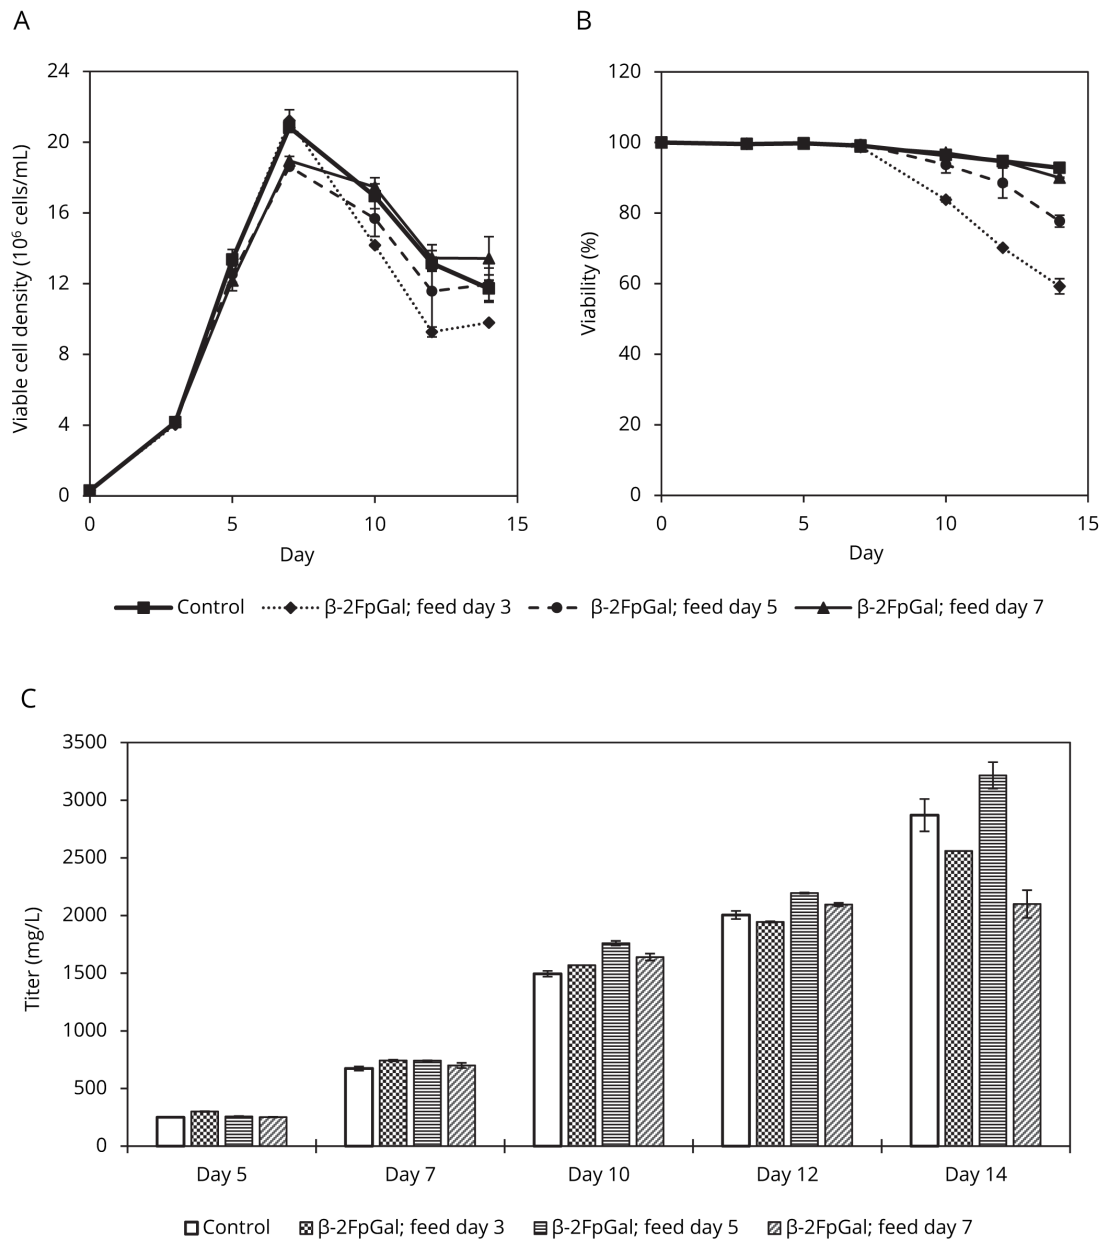 A
B
24
20
16
12
8
4
0
Viable cell density (10⁶ cells/mL)
0 5 10 15
Day
120
100
80
60
40
20
0
Viability (%)
0 5 10 15
Day
Control β-2FpGal; feed day 3 β-2FpGal; feed day 5 β-2FpGal; feed day 7
C
3500
3000
2500
2000
1500
1000
500
0
Titer (mg/L)
Day 5 Day 7 Day 10 Day 12 Day 14
Control β-2FpGal; feed day 3 β-2FpGal; feed day 5 β-2FpGal; feed day 7